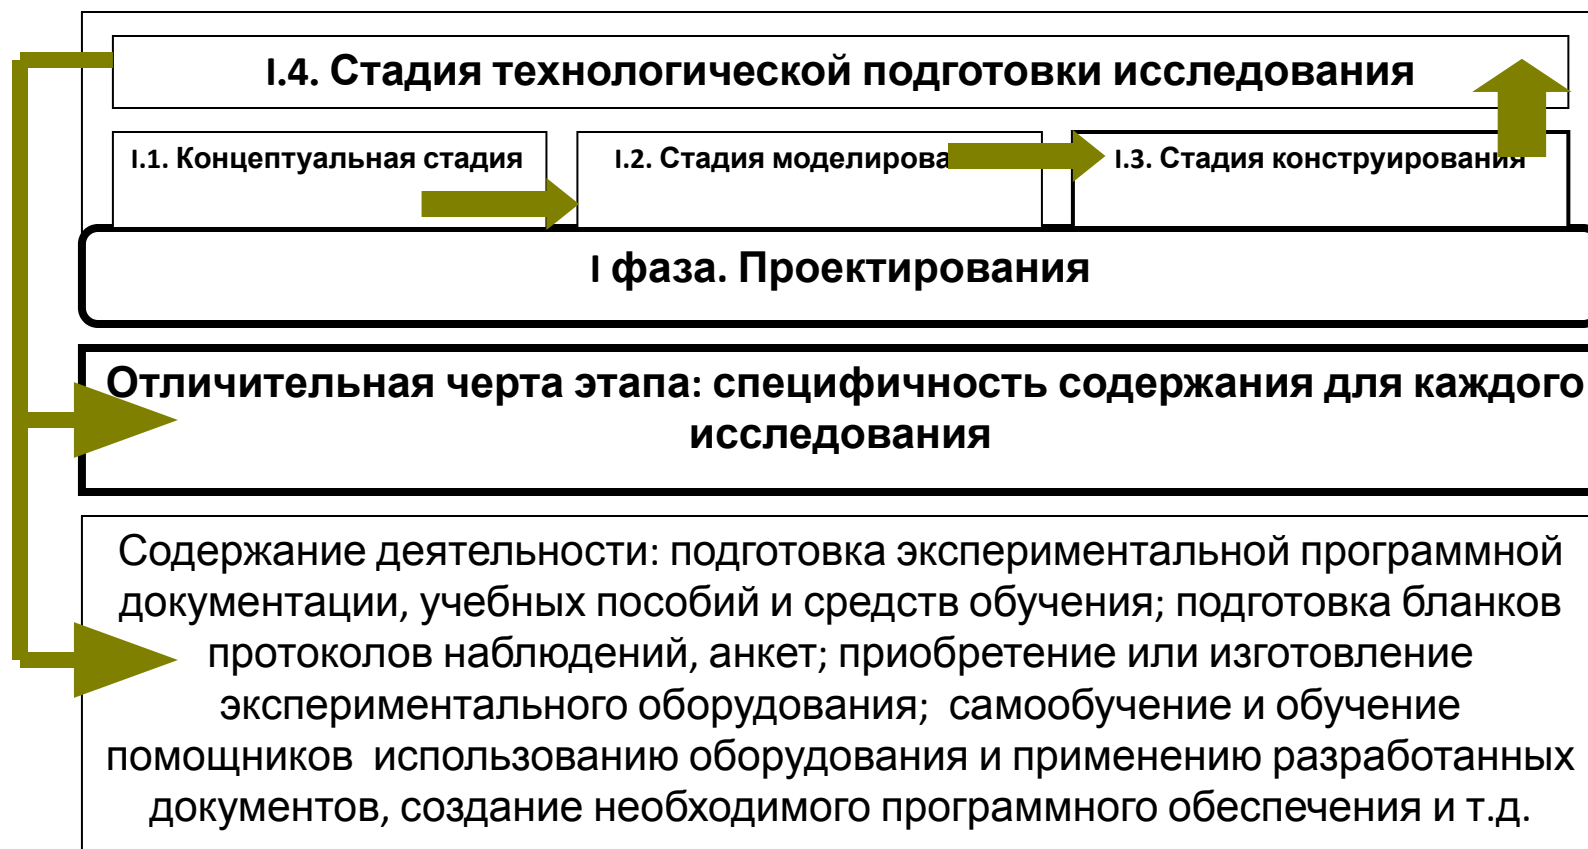 I.4. Стадия технологической подготовки исследования
I.1. Концептуальная стадия
I.2. Стадия моделирова
I.3. Стадия конструирования
I фаза. Проектирования
Отличительная черта этапа: специфичность содержания для каждого
исследования
Содержание деятельности: подготовка экспериментальной программной
документации, учебных пособий и средств обучения; подготовка бланков
протоколов наблюдений, анкет; приобретение или изготовление
экспериментального оборудования; самообучение и обучение
помощников использованию оборудования и применению разработанных
документов, создание необходимого программного обеспечения и т.д.